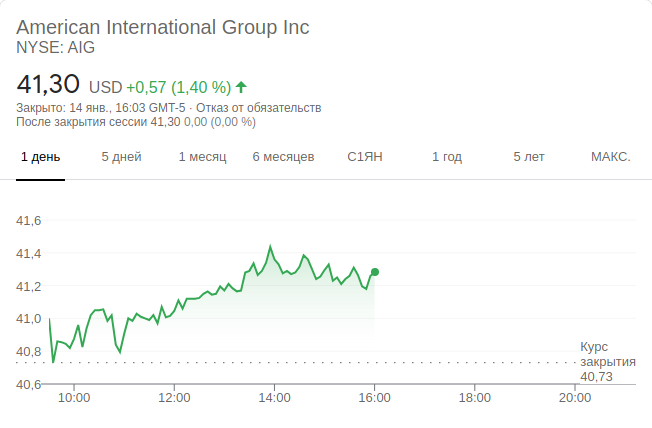 American International Group Inc
NYSE: AIG
41,30 USD +0,57 (1,40 %)
Закрыто: 14 янв., 16:03 GMT-5 · Отказ от обязательств
После закрытия сессии 41,30 0,00 (0,00 %)
1 день 5 дней 1 месяц 6 месяцев С1ЯН 1 год 5 лет МАКС.
41,6
41,4
41,2
41,0
40,8
40,6
Курс
закрытия
40,73
10:00 12:00 14:00 16:00 18:00 20:00